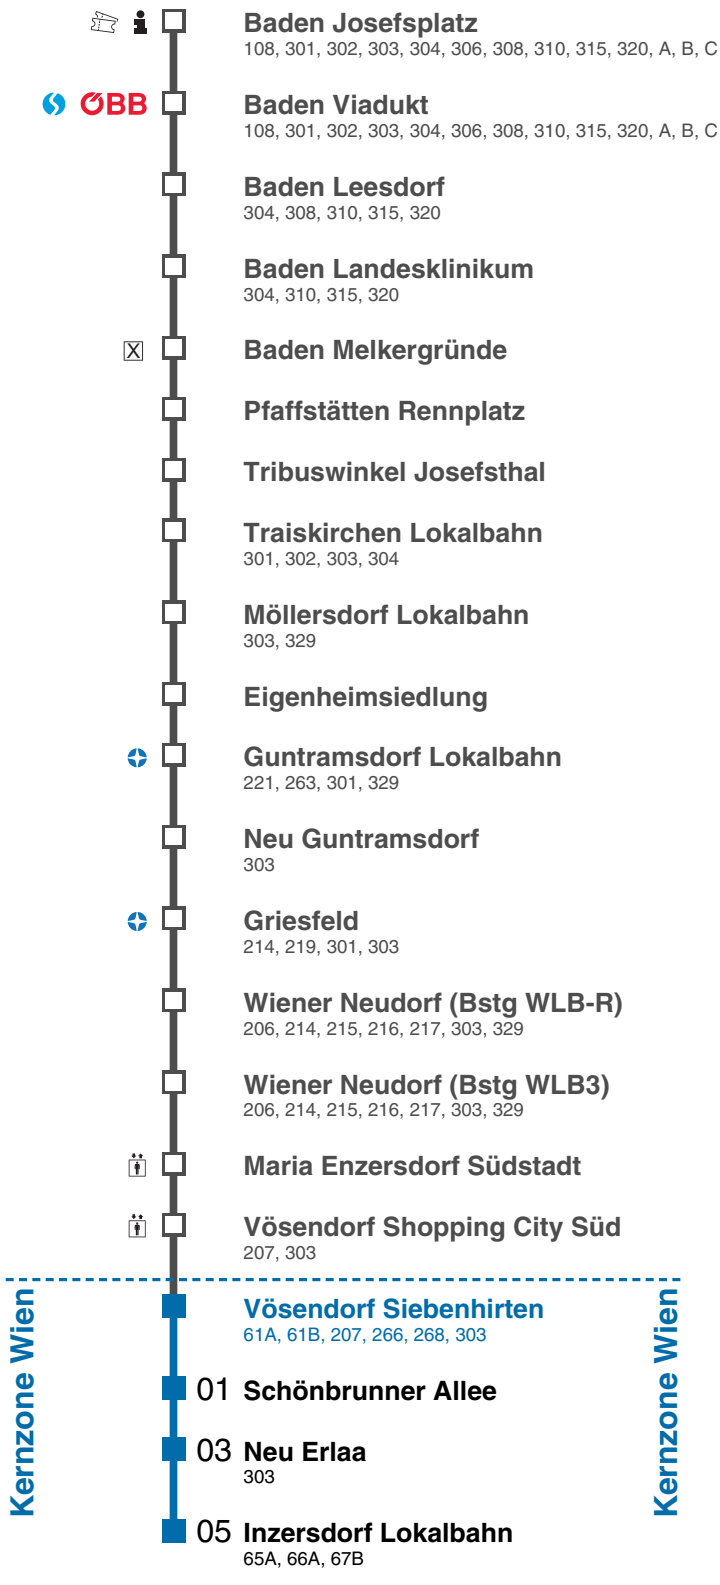 Baden Josefsplatz
108, 301, 302, 303, 304, 306, 308, 310, 315, 320, A, B, C
ÖBB
Baden Viadukt
108, 301, 302, 303, 304, 306, 308, 310, 315, 320, A, B, C
Baden Leesdorf
304, 308, 310, 315, 320
Baden Landesklinikum
304, 310, 315, 320
X Baden Melkergründe
Pfaffstätten Rennplatz
Tribuswinkel Josefsthal
Traiskirchen Lokalbahn
301, 302, 303, 304
Möllersdorf Lokalbahn
303, 329
Eigenheimsiedlung
Guntramsdorf Lokalbahn
221, 263, 301, 329
Neu Guntramsdorf
303
Griesfeld
214, 219, 301, 303
Wiener Neudorf (Bstg WLB-R)
206, 214, 215, 216, 217, 303, 329
Wiener Neudorf (Bstg WLB3)
206, 214, 215, 216, 217, 303, 329
Maria Enzersdorf Südstadt
Vösendorf Shopping City Süd
207, 303
Kernzone Wien
Vösendorf Siebenhirten
61A, 61B, 207, 266, 268, 303
01 Schönbrunner Allee
03 Neu Erlaa
303
05 Inzersdorf Lokalbahn
65A, 66A, 67B
Kernzone Wien